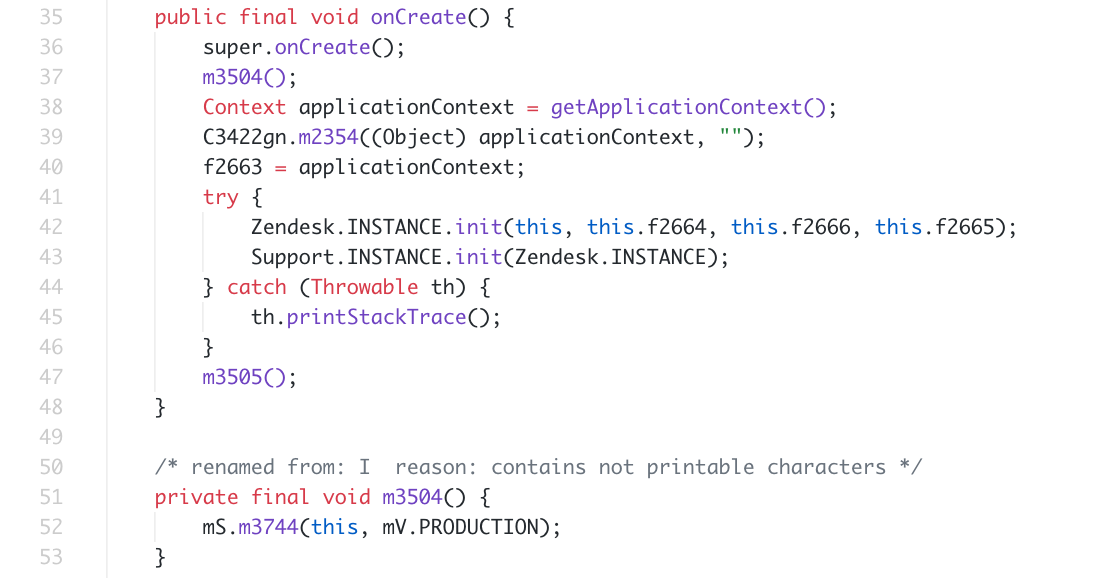 35 public final void onCreate() {
36 super.onCreate();
37 m3504();
38 Context applicationContext = getApplicationContext();
39 C3422gn.m2354((Object) applicationContext, "");
40 f2663 = applicationContext;
41 try {
42 Zendesk.INSTANCE.init(this, this.f2664, this.f2666, this.f2665);
43 Support.INSTANCE.init(Zendesk.INSTANCE);
44 } catch (Throwable th) {
45 th.printStackTrace();
46 }
47 m3505();
48 }
49
50 /* renamed from: I  reason: contains not printable characters */
51 private final void m3504() {
52 mS.m3744(this, mV.PRODUCTION);
53 }